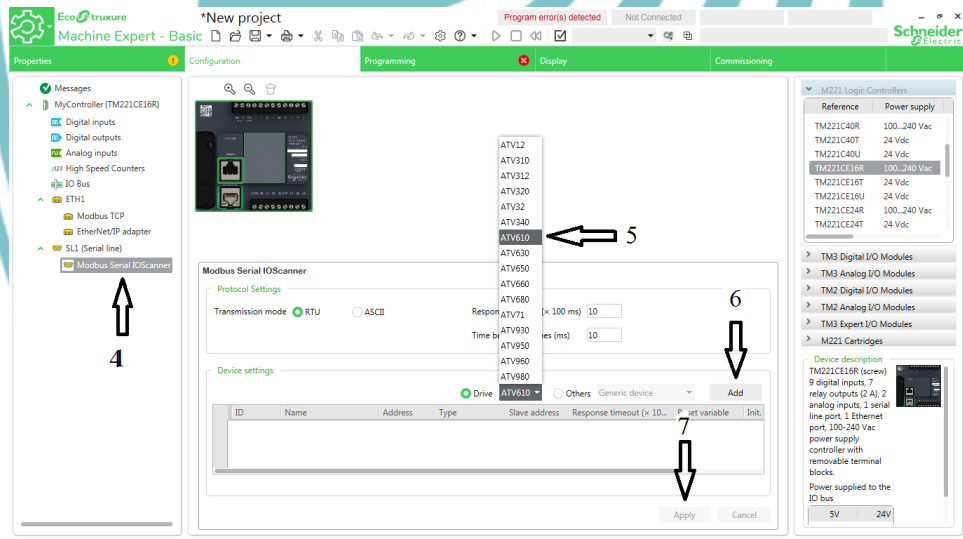 EcoStruxure
Machine Expert - Basic
*New project
Program error(s) detected
Not Connected
Schneider
Electric
Properties
Configuration
Programming
Display
Commissioning
Messages
MyController (TM221CE16R)
Digital inputs
Digital outputs
Analog inputs
High Speed Counters
IO Bus
ETH1
Modbus TCP
EtherNet/IP adapter
SL1 (Serial line)
Modbus Serial IOScanner
4
ATV12
ATV310
ATV312
ATV320
ATV32
ATV340
ATV610
5
ATV630
ATV650
ATV660
ATV680
ATV71
ATV930
ATV950
ATV960
ATV980
Modbus Serial IOScanner
Protocol Settings
Transmission mode RTU ASCII
(× 100 ms) 10
(ms) 10
6
Device settings
Drive ATV610 Others Generic device Add
ID Name Address Type Slave address Response timeout (× 10... variable Init.
7
Apply Cancel
M221 Logic Controllers
Reference Power supply
TM221C40R 100...240 Vac
TM221C40T 24 Vdc
TM221C40U 24 Vdc
TM221CE16R 100...240 Vac
TM221CE16T 24 Vdc
TM221CE16U 24 Vdc
TM221CE24R 100...240 Vac
TM221CE24T 24 Vdc
TM3 Digital I/O Modules
TM3 Analog I/O Modules
TM2 Digital I/O Modules
TM2 Analog I/O Modules
TM3 Expert I/O Modules
M221 Cartridges
Device description
TM221CE16R (screw)
9 digital inputs, 7
relay outputs (2 A), 2
analog inputs, 1 serial
line port, 1 Ethernet
port, 100-240 Vac
power supply
controller with
removable terminal
blocks.
Power supplied to the
IO bus
5V 24V